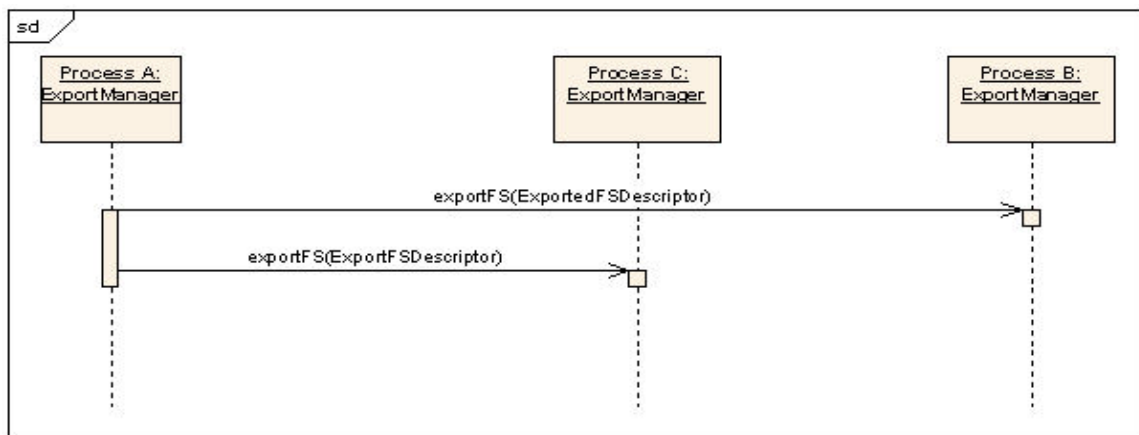 sd
Process A:
ExportManager
Process C:
ExportManager
Process B:
ExportManager
exportFS(ExportedFSDescriptor)
exportFS(ExportFSDescriptor)